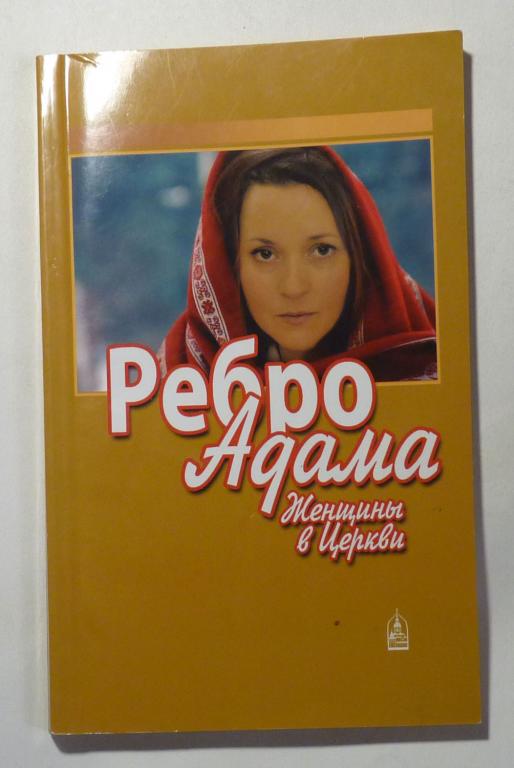 Ребро
Адама
Женщины
в Церкви